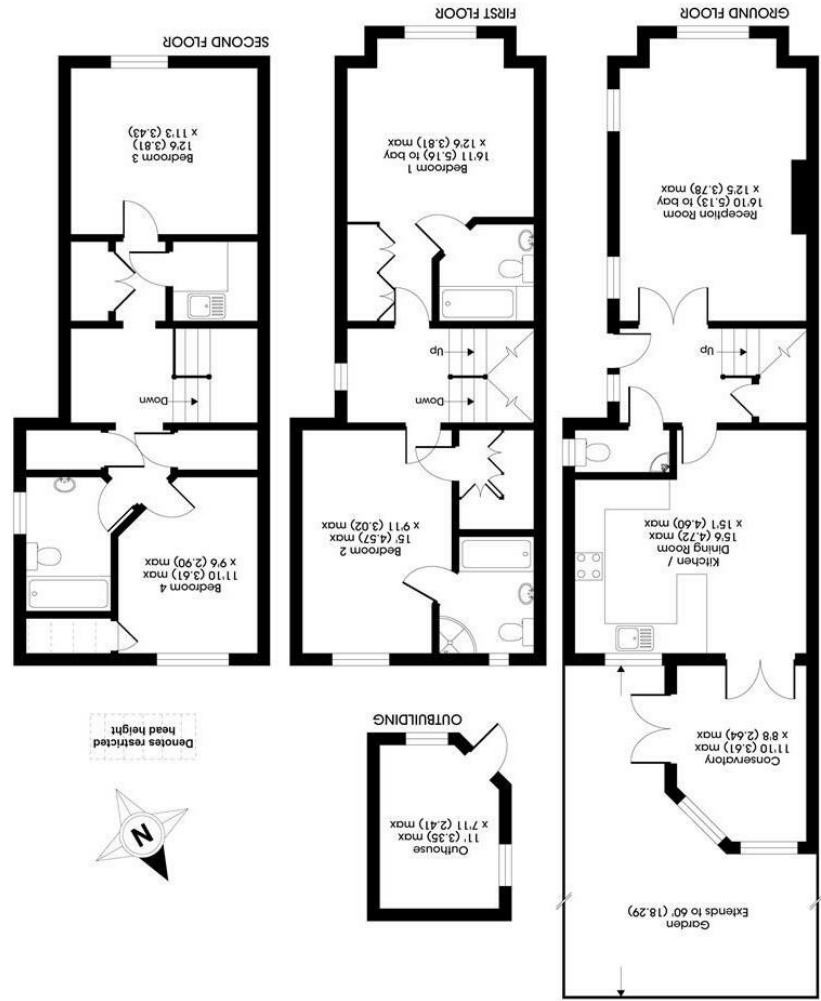 Garden
Extends to 60' (18.29)
Conservatory
11'10 (3.61) max
x 8'8 (2.64) max
Kitchen /
Dining Room
15'6 (4.72) max
x 15'1 (4.60) max
Up
Reception Room
16'10 (5.13) to bay
x 12'5 (3.78) max
GROUND FLOOR
Outhouse
11' (3.35) max
x 7'11 (2.41) max
OUTBUILDING
Bedroom 2
15' (4.57) max
x 9'11 (3.02) max
Down
Up
Bedroom 1
16'11 (5.16) to bay
x 12'6 (3.81) max
FIRST FLOOR
N
Denotes restricted
head height
Bedroom 4
11'10 (3.61) max
x 9'6 (2.90) max
Down
Bedroom 3
12'6 (3.81)
x 11'3 (3.43)
SECOND FLOOR